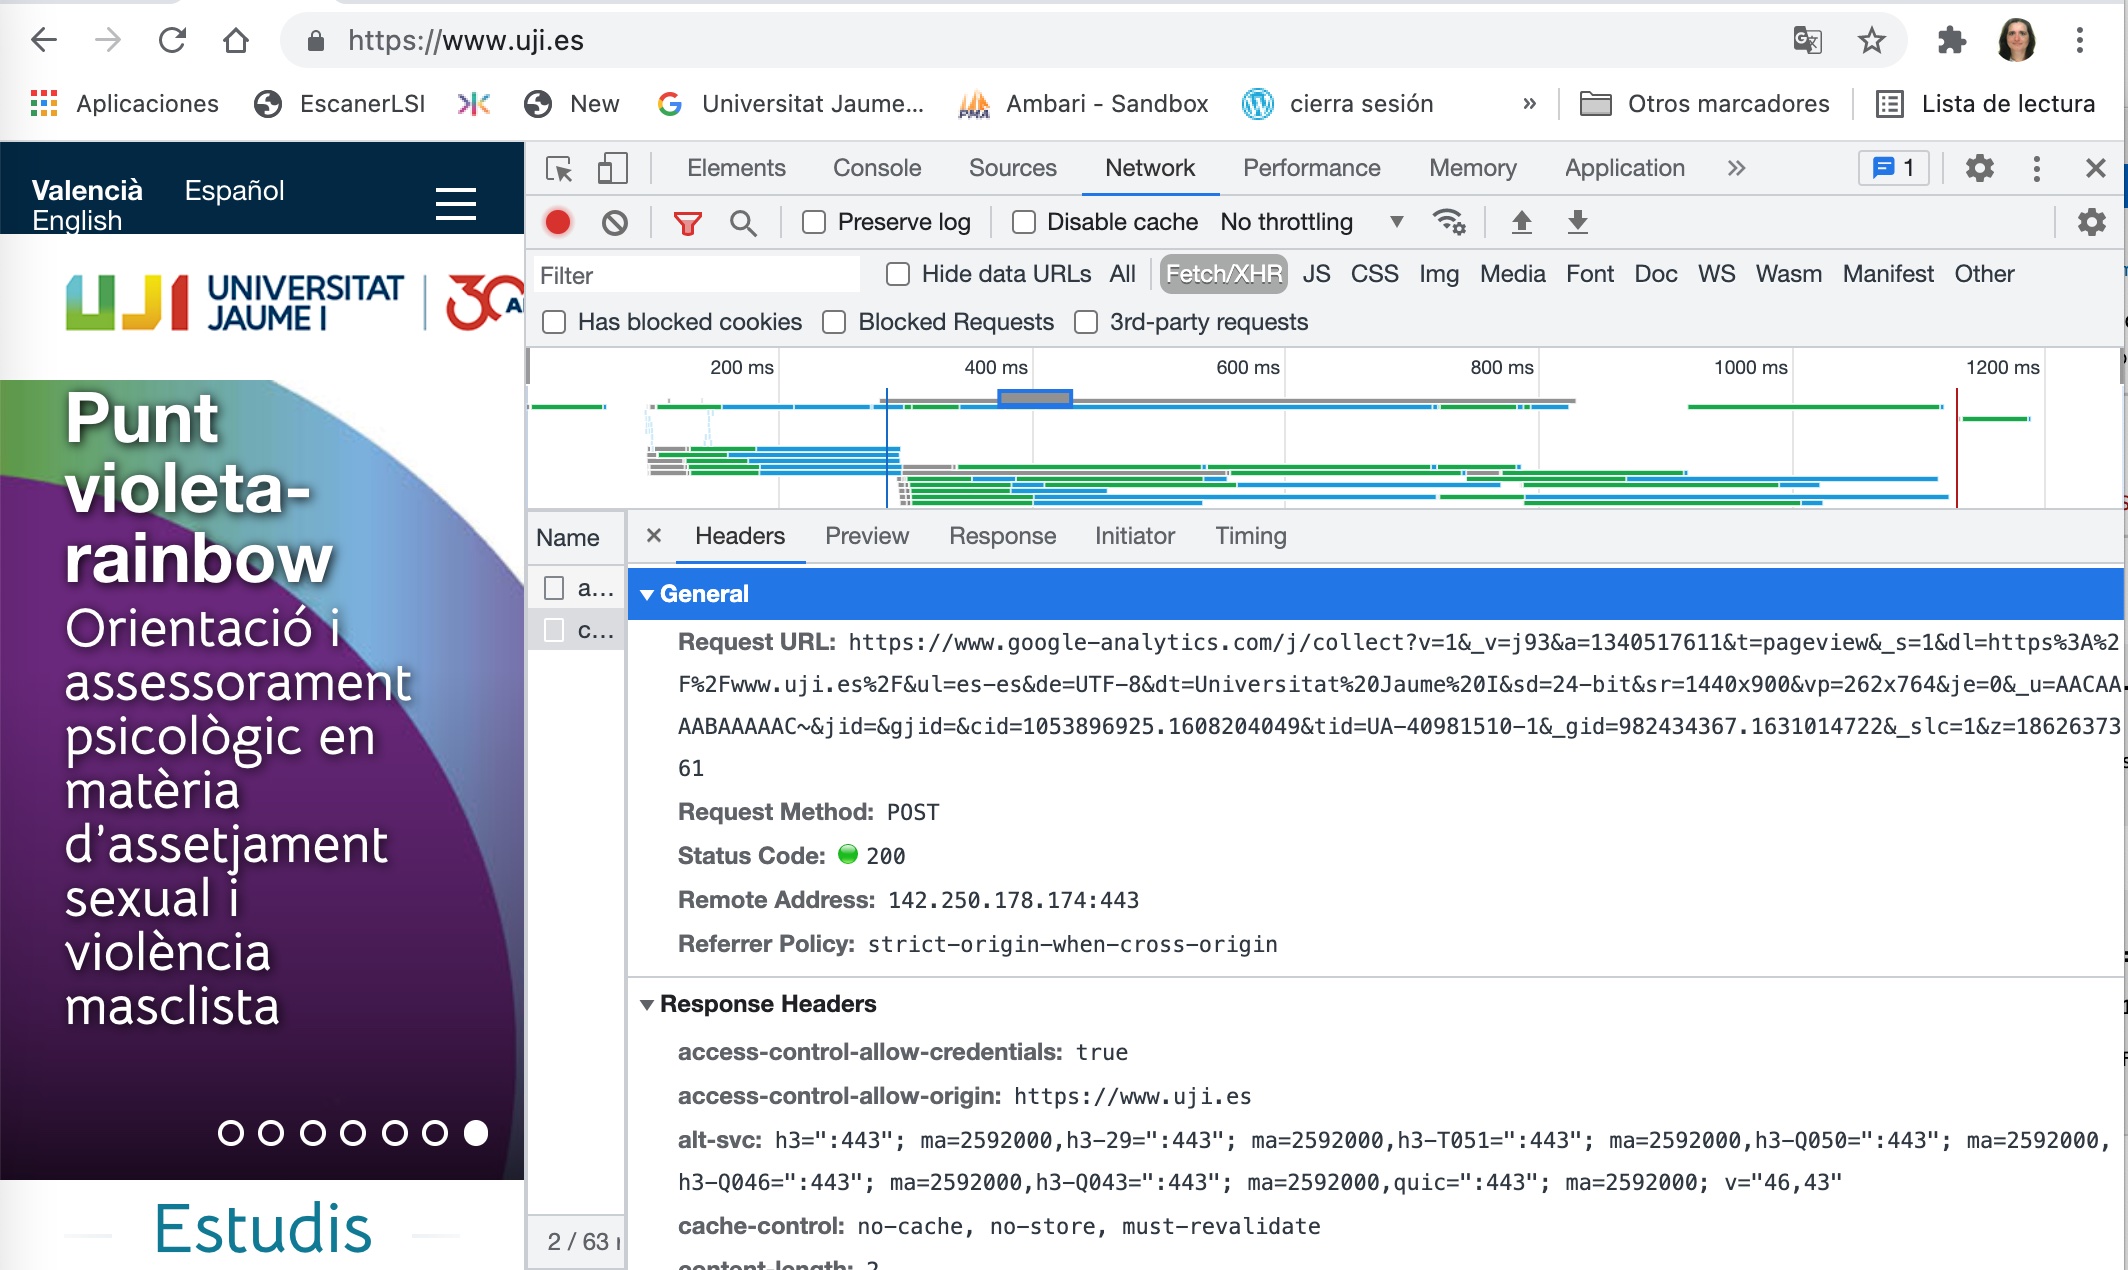 https://www.uji.es
Aplicaciones EscanerLSI New Universitat Jaume... Ambari - Sandbox cierra sesión » Otros marcadores Lista de lectura
Valencià Español
English
UJI UNIVERSITAT JAUME I 30
Punt
violeta-
rainbow
Orientació i
assessorament
psicològic en
matèria
d'assetjament
sexual i
violència
masclista
Estudis
Elements Console Sources Network Performance Memory Application » 1
Preserve log Disable cache No throttling
Filter Hide data URLs All Fetch/XHR JS CSS Img Media Font Doc WS Wasm Manifest Other
Has blocked cookies Blocked Requests 3rd-party requests
200 ms 400 ms 600 ms 800 ms 1000 ms 1200 ms
Name
a...
c...
2 / 63
Headers Preview Response Initiator Timing
General
Request URL: https://www.google-analytics.com/j/collect?v=1&_v=j93&a=1340517611&t=pageview&_s=1&dl=https%3A%2
F%2Fwww.uji.es%2F&ul=es-es&de=UTF-8&dt=Universitat%20Jaume%20I&sd=24-bit&sr=1440x900&vp=262x764&je=0&_u=AACAA
AABAAAAAC~&jid=&gjid=&cid=1053896925.1608204049&tid=UA-40981510-1&_gid=982434367.1631014722&_slc=1&z=18626373
61
Request Method: POST
Status Code: 200
Remote Address: 142.250.178.174:443
Referrer Policy: strict-origin-when-cross-origin
Response Headers
access-control-allow-credentials: true
access-control-allow-origin: https://www.uji.es
alt-svc: h3=":443"; ma=2592000,h3-29=":443"; ma=2592000,h3-T051=":443"; ma=2592000,h3-Q050=":443"; ma=2592000,
h3-Q046=":443"; ma=2592000,h3-Q043=":443"; ma=2592000,quic=":443"; ma=2592000; v="46,43"
cache-control: no-cache, no-store, must-revalidate
content-length: 2